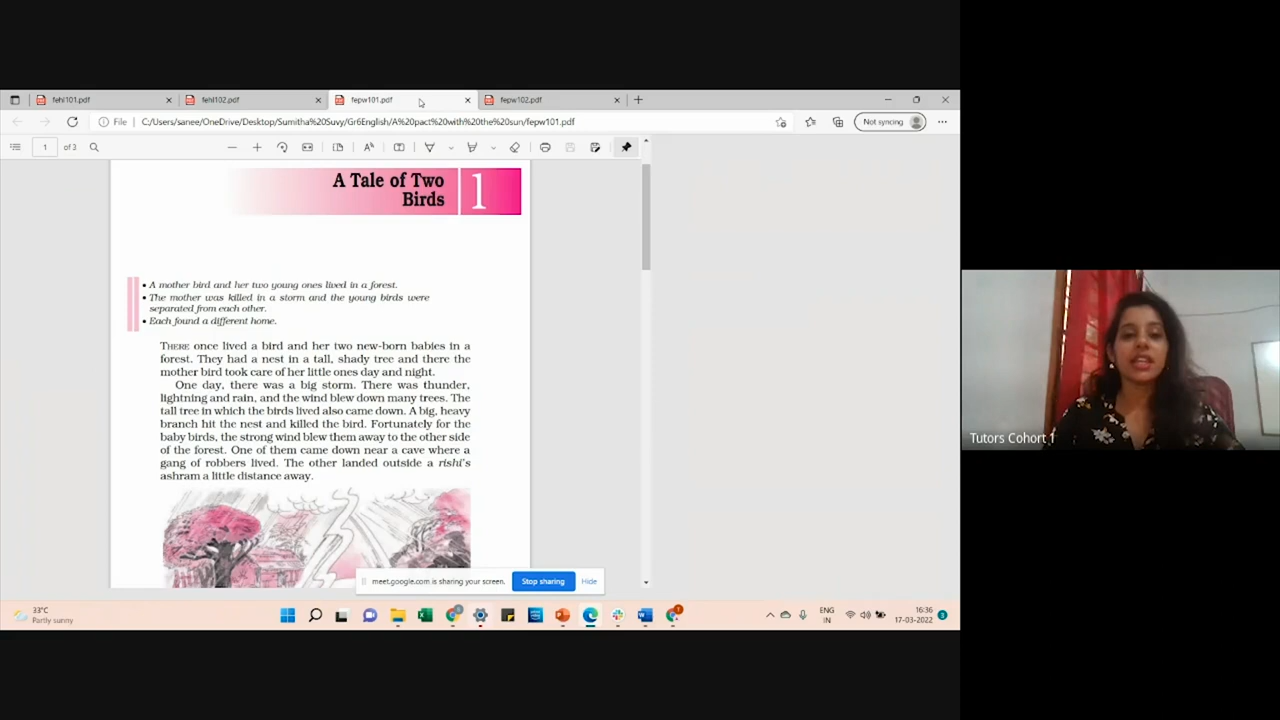 fehl101.pdf
fehl102.pdf
fepw101.pdf
fepw102.pdf
File | C:/Users/sanee/OneDrive/Desktop/Sumitha%20Suvy/Gr6English/A%20pact%20with%20the%20sun/fepw101.pdf
Not syncing
1 of 3
A Tale of Two
Birds
1
• A mother bird and her two young ones lived in a forest.
• The mother was killed in a storm and the young birds were
separated from each other.
• Each found a different home.
THERE once lived a bird and her two new-born babies in a
forest. They had a nest in a tall, shady tree and there the
mother bird took care of her little ones day and night.
One day, there was a big storm. There was thunder,
lightning and rain, and the wind blew down many trees. The
tall tree in which the birds lived also came down. A big, heavy
branch hit the nest and killed the bird. Fortunately for the
baby birds, the strong wind blew them away to the other side
of the forest. One of them came down near a cave where a
gang of robbers lived. The other landed outside a rishi's
ashram a little distance away.
meet.google.com is sharing your screen.
Stop sharing
Hide
Tutors Cohort 1
33°C
Partly sunny
ENG
IN
16:36
17-03-2022
3